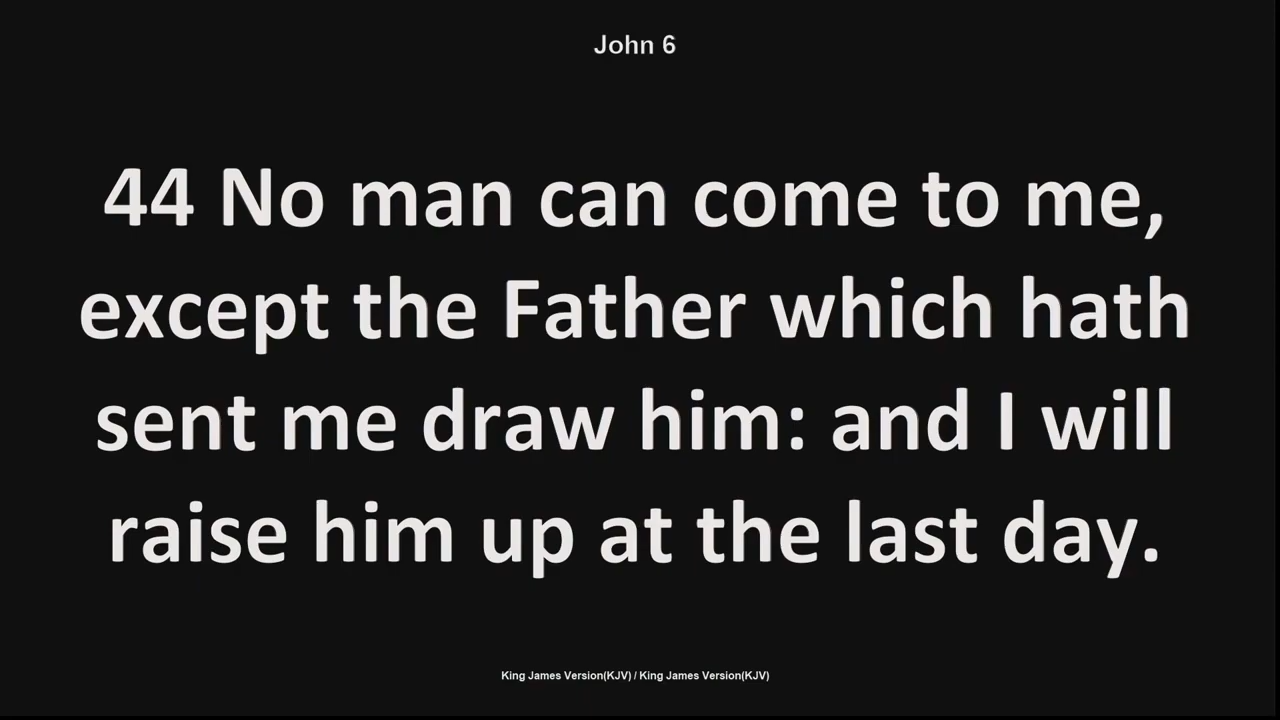 John 6
44 No man can come to me,
except the Father which hath
sent me draw him: and I will
raise him up at the last day.
King James Version(KJV) / King James Version(KJV)